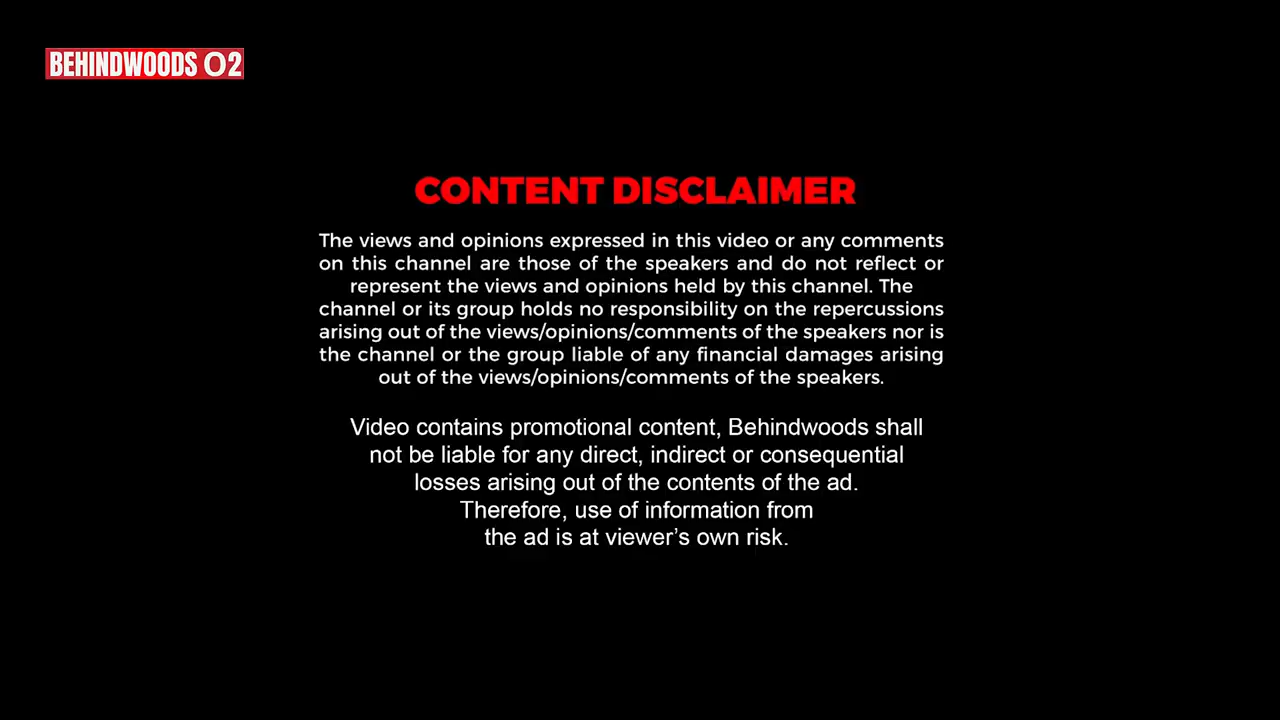 BEHINDWOODS O2
CONTENT DISCLAIMER
The views and opinions expressed in this video or any comments
on this channel are those of the speakers and do not reflect or
represent the views and opinions held by this channel. The
channel or its group holds no responsibility on the repercussions
arising out of the views/opinions/comments of the speakers nor is
the channel or the group liable of any financial damages arising
out of the views/opinions/comments of the speakers.
Video contains promotional content, Behindwoods shall
not be liable for any direct, indirect or consequential
losses arising out of the contents of the ad.
Therefore, use of information from
the ad is at viewer’s own risk.